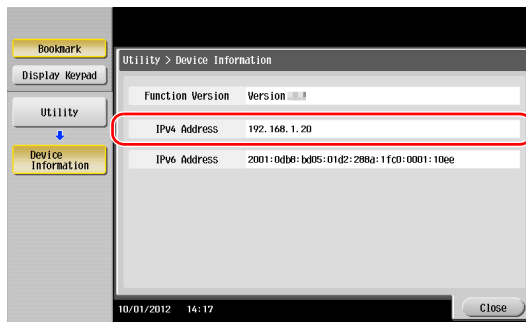 Bookmark
Display Keypad
Utility
Device
Information
Utility > Device Information
Function Version Version
IPv4 Address 192.168.1.20
IPv6 Address 2001:0db8:bd05:01d2:288a:1fc0:0001:10ee
10/01/2012 14:17
Close